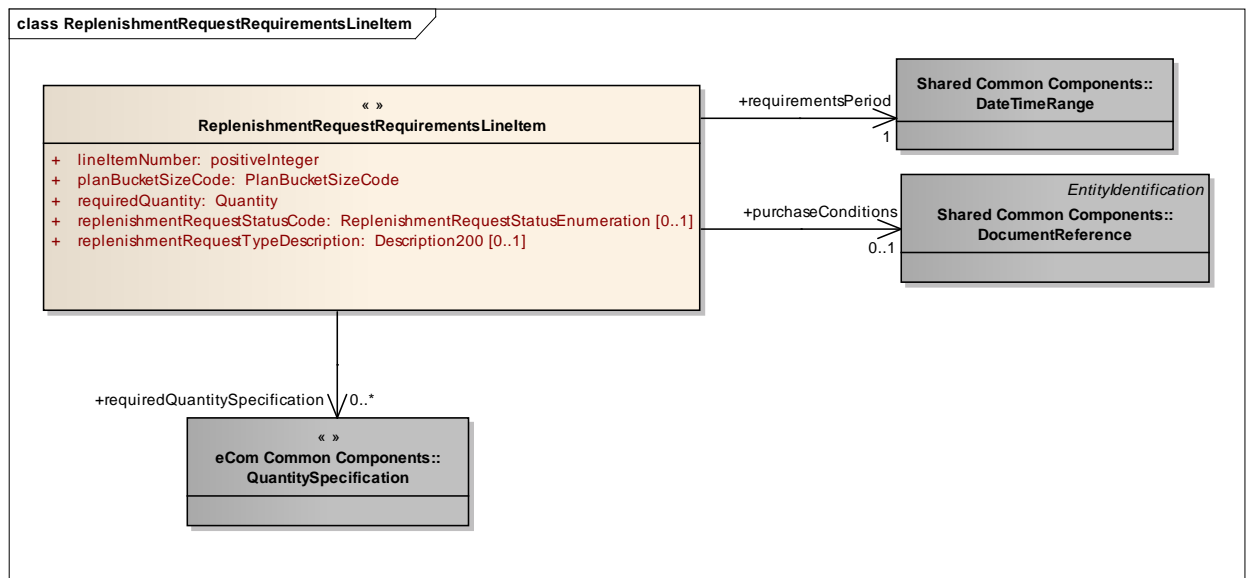 class ReplenishmentRequestRequirementsLineItem
« »
ReplenishmentRequestRequirementsLineItem
+ lineItemNumber: positiveInteger
+ planBucketSizeCode: PlanBucketSizeCode
+ requiredQuantity: Quantity
+ replenishmentRequestStatusCode: ReplenishmentRequestStatusEnumeration [0..1]
+ replenishmentRequestTypeDescription: Description200 [0..1]
+requirementsPeriod
1
Shared Common Components::
DateTimeRange
+purchaseConditions
0..1
EntityIdentification
Shared Common Components::
DocumentReference
+requiredQuantitySpecification
0..*
« »
eCom Common Components::
QuantitySpecification